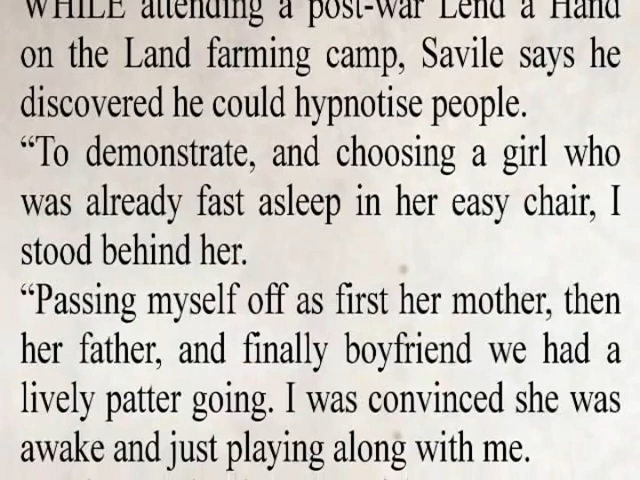 WHILE attending a post-war Lend a Hand
on the Land farming camp, Savile says he
discovered he could hypnotise people.
“To demonstrate, and choosing a girl who
was already fast asleep in her easy chair, I
stood behind her.
“Passing myself off as first her mother, then
her father, and finally boyfriend we had a
lively patter going. I was convinced she was
awake and just playing along with me.